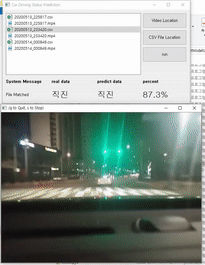 Car Driving Status Prediction
20200513_225817.csv
20200513_225817.mp4
20200513_233420.csv
20200513_233420.mp4
20200514_000849.csv
20200514_000849.mp4
Video Location
CSV File Location
run
System Message real data predict data percent
File Matched 직진 직진 87.3%
(q to Quit, s to Stop)